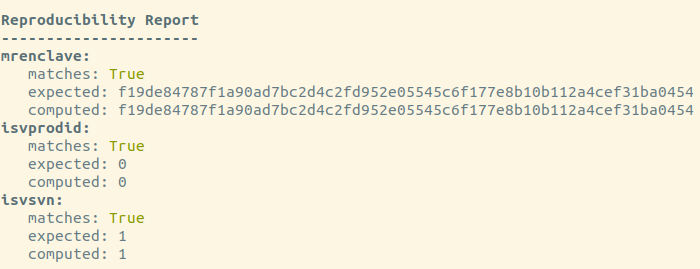 Reproducibility Report
----------------------
mrenclave:
   matches: True
   expected: f19de84787f1a90ad7bc2d4c2fd952e05545c6f177e8b10b112a4cef31ba0454
   computed: f19de84787f1a90ad7bc2d4c2fd952e05545c6f177e8b10b112a4cef31ba0454
isvprodid:
   matches: True
   expected: 0
   computed: 0
isvsvn:
   matches: True
   expected: 1
   computed: 1